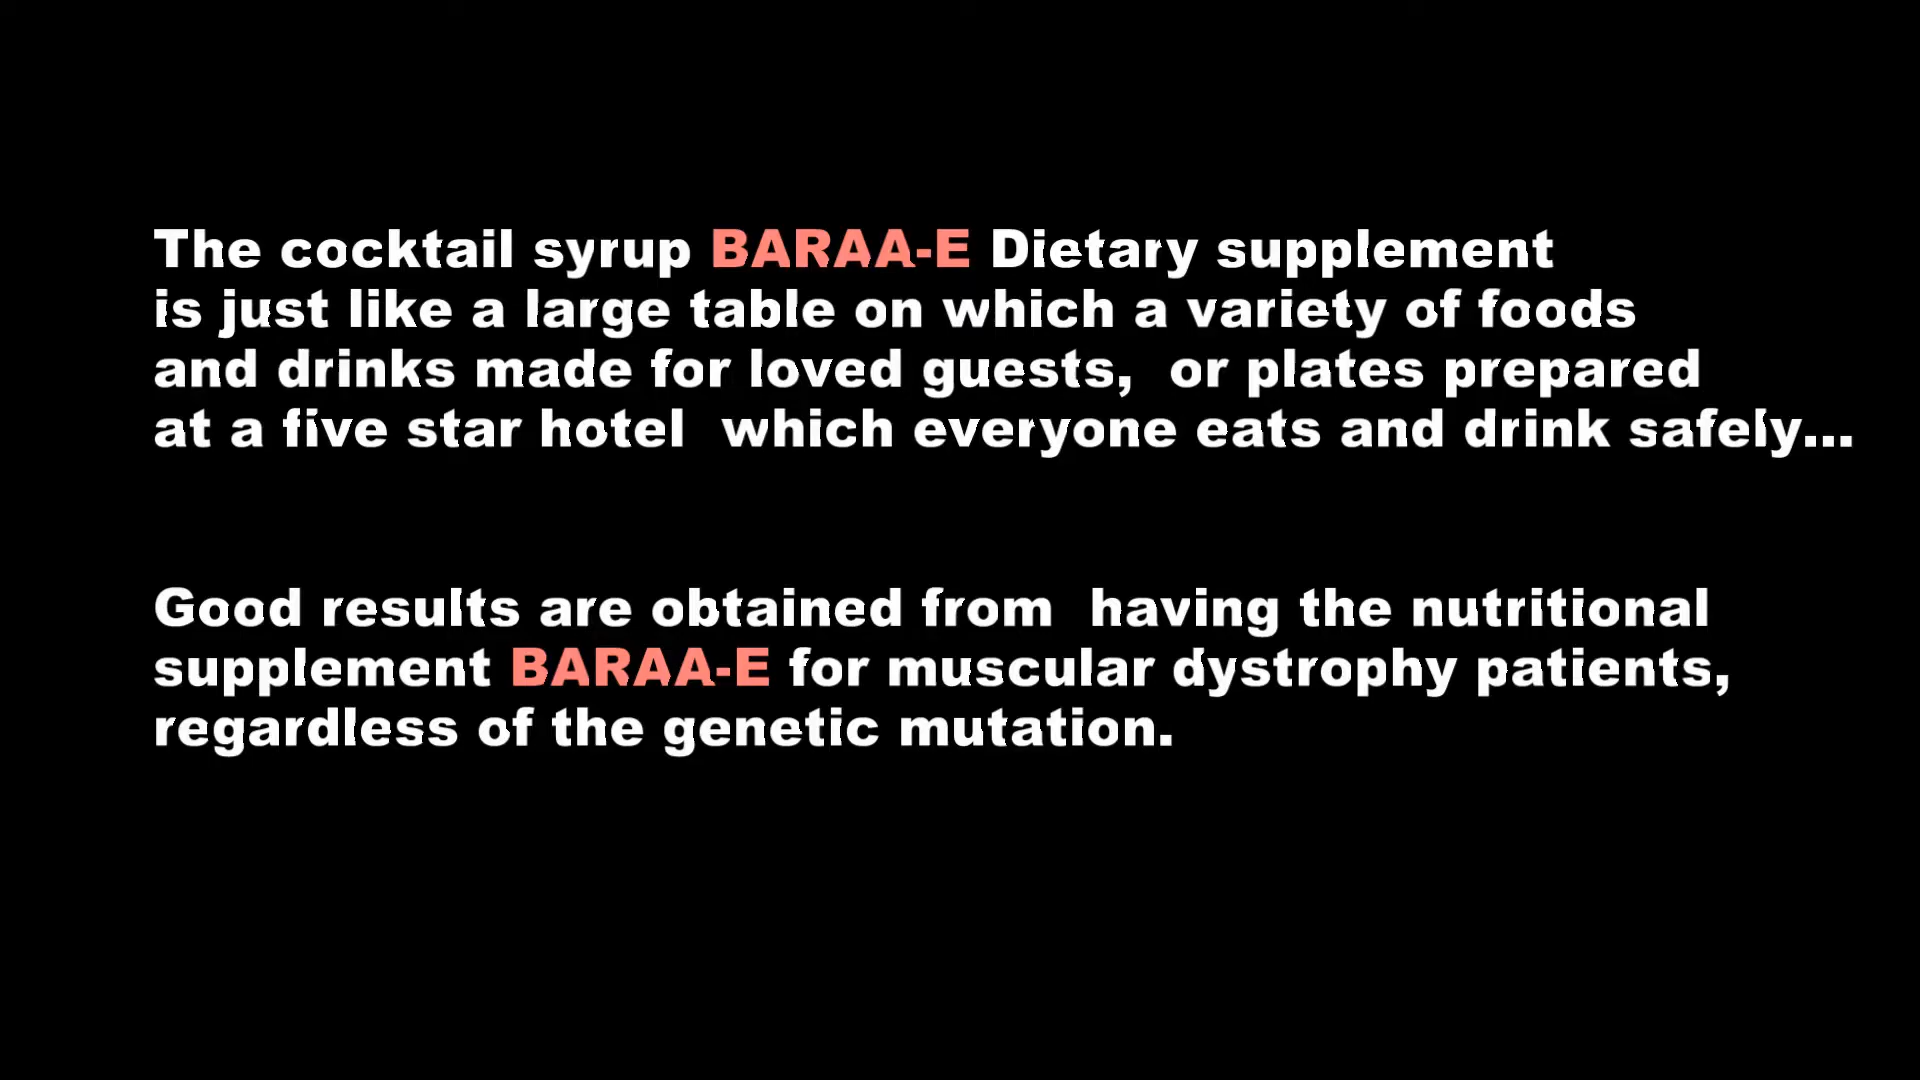 The cocktail syrup BARAA-E Dietary supplement
is just like a large table on which a variety of foods
and drinks made for loved guests,  or plates prepared
at a five star hotel  which everyone eats and drink safely...
Good results are obtained from  having the nutritional
supplement BARAA-E for muscular dystrophy patients,
regardless of the genetic mutation.